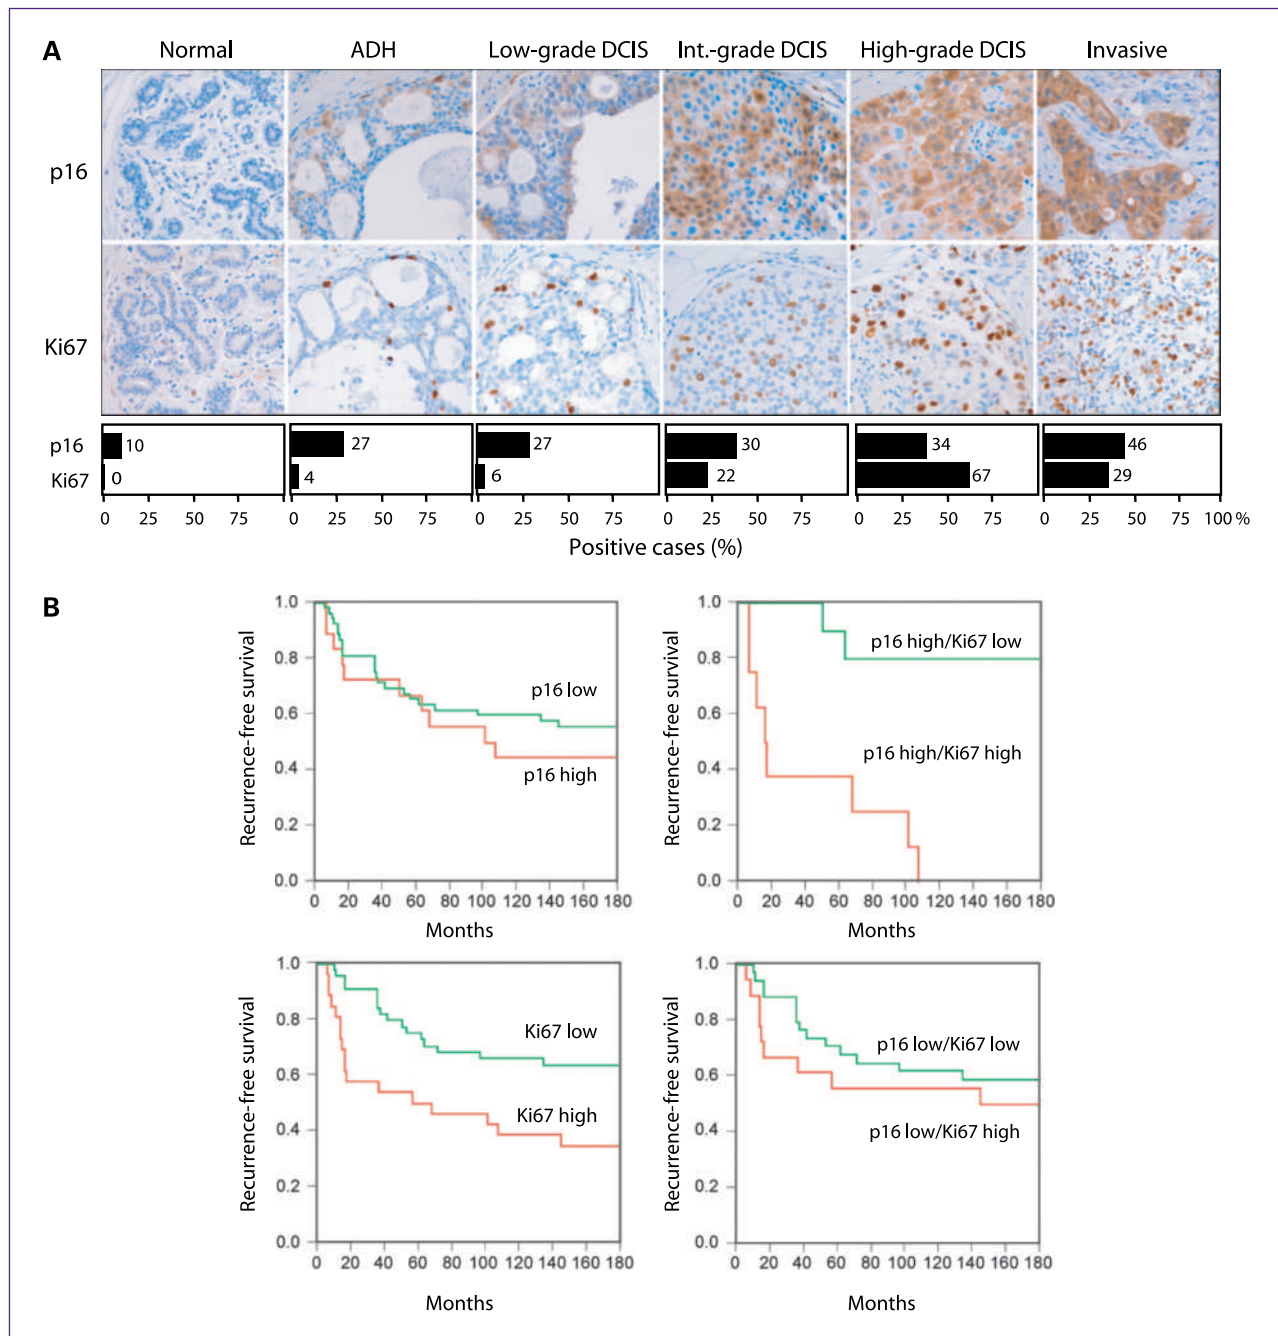 A
Normal ADH Low-grade DCIS Int.-grade DCIS High-grade DCIS Invasive
p16
Ki67
p16 10 27 27 30 34 46
Ki67 0 4 6 22 67 29
0 25 50 75 0 25 50 75 0 25 50 75 0 25 50 75 0 25 50 75 0 25 50 75 100 %
Positive cases (%)
B
Recurrence-free survival
1.0
0.8
0.6
0.4
0.2
0.0
p16 low
p16 high
0 20 40 60 80 100 120 140 160 180
Months
Recurrence-free survival
1.0
0.8
0.6
0.4
0.2
0.0
p16 high/Ki67 low
p16 high/Ki67 high
0 20 40 60 80 100 120 140 160 180
Months
Recurrence-free survival
1.0
0.8
0.6
0.4
0.2
0.0
Ki67 low
Ki67 high
0 20 40 60 80 100 120 140 160 180
Months
Recurrence-free survival
1.0
0.8
0.6
0.4
0.2
0.0
p16 low/Ki67 low
p16 low/Ki67 high
0 20 40 60 80 100 120 140 160 180
Months